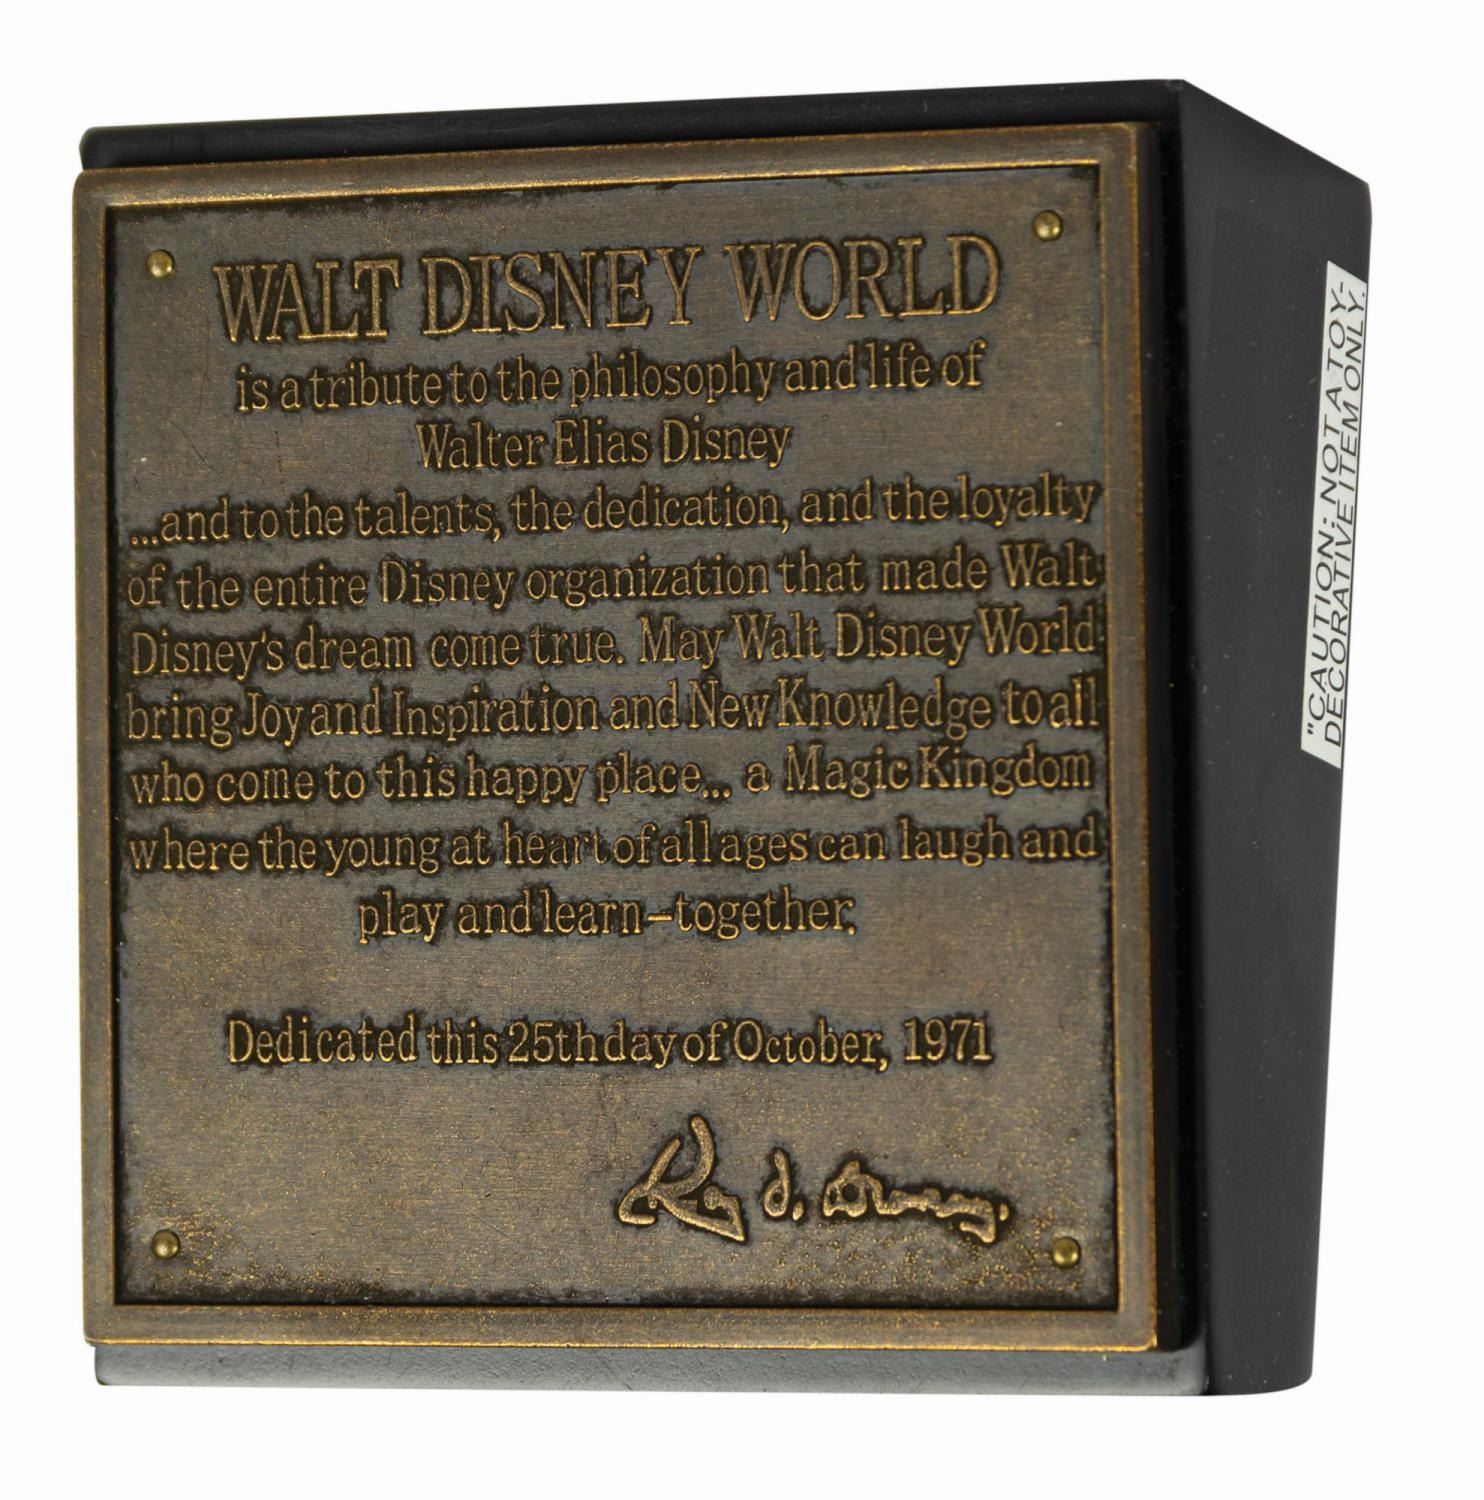 WALT DISNEY WORLD
is a tribute to the philosophy and life of
Walter Elias Disney
...and to the talents, the dedication, and the loyalty
of the entire Disney organization that made Walt
Disney's dream come true. May Walt Disney World
bring Joy and Inspiration and New Knowledge to all
who come to this happy place... a Magic Kingdom
where the young at heart of all ages can laugh and
play and learn–together.
Dedicated this 25th day of October, 1971
Roy O. Disney
"CAUTION: NOT A TOY-
DECORATIVE ITEM ONLY.